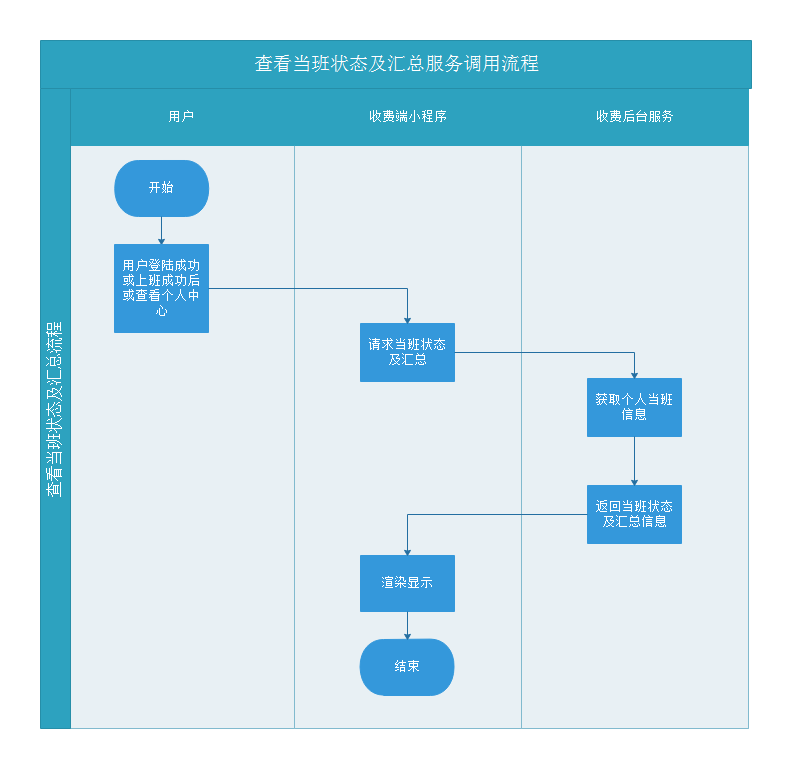 查看当班状态及汇总服务调用流程
用户
收费端小程序
收费后台服务
查看当班状态及汇总流程
开始
用户登陆成功
或上班成功后
或查看个人中
心
请求当班状态
及汇总
获取个人当班
信息
返回当班状态
及汇总信息
渲染显示
结束